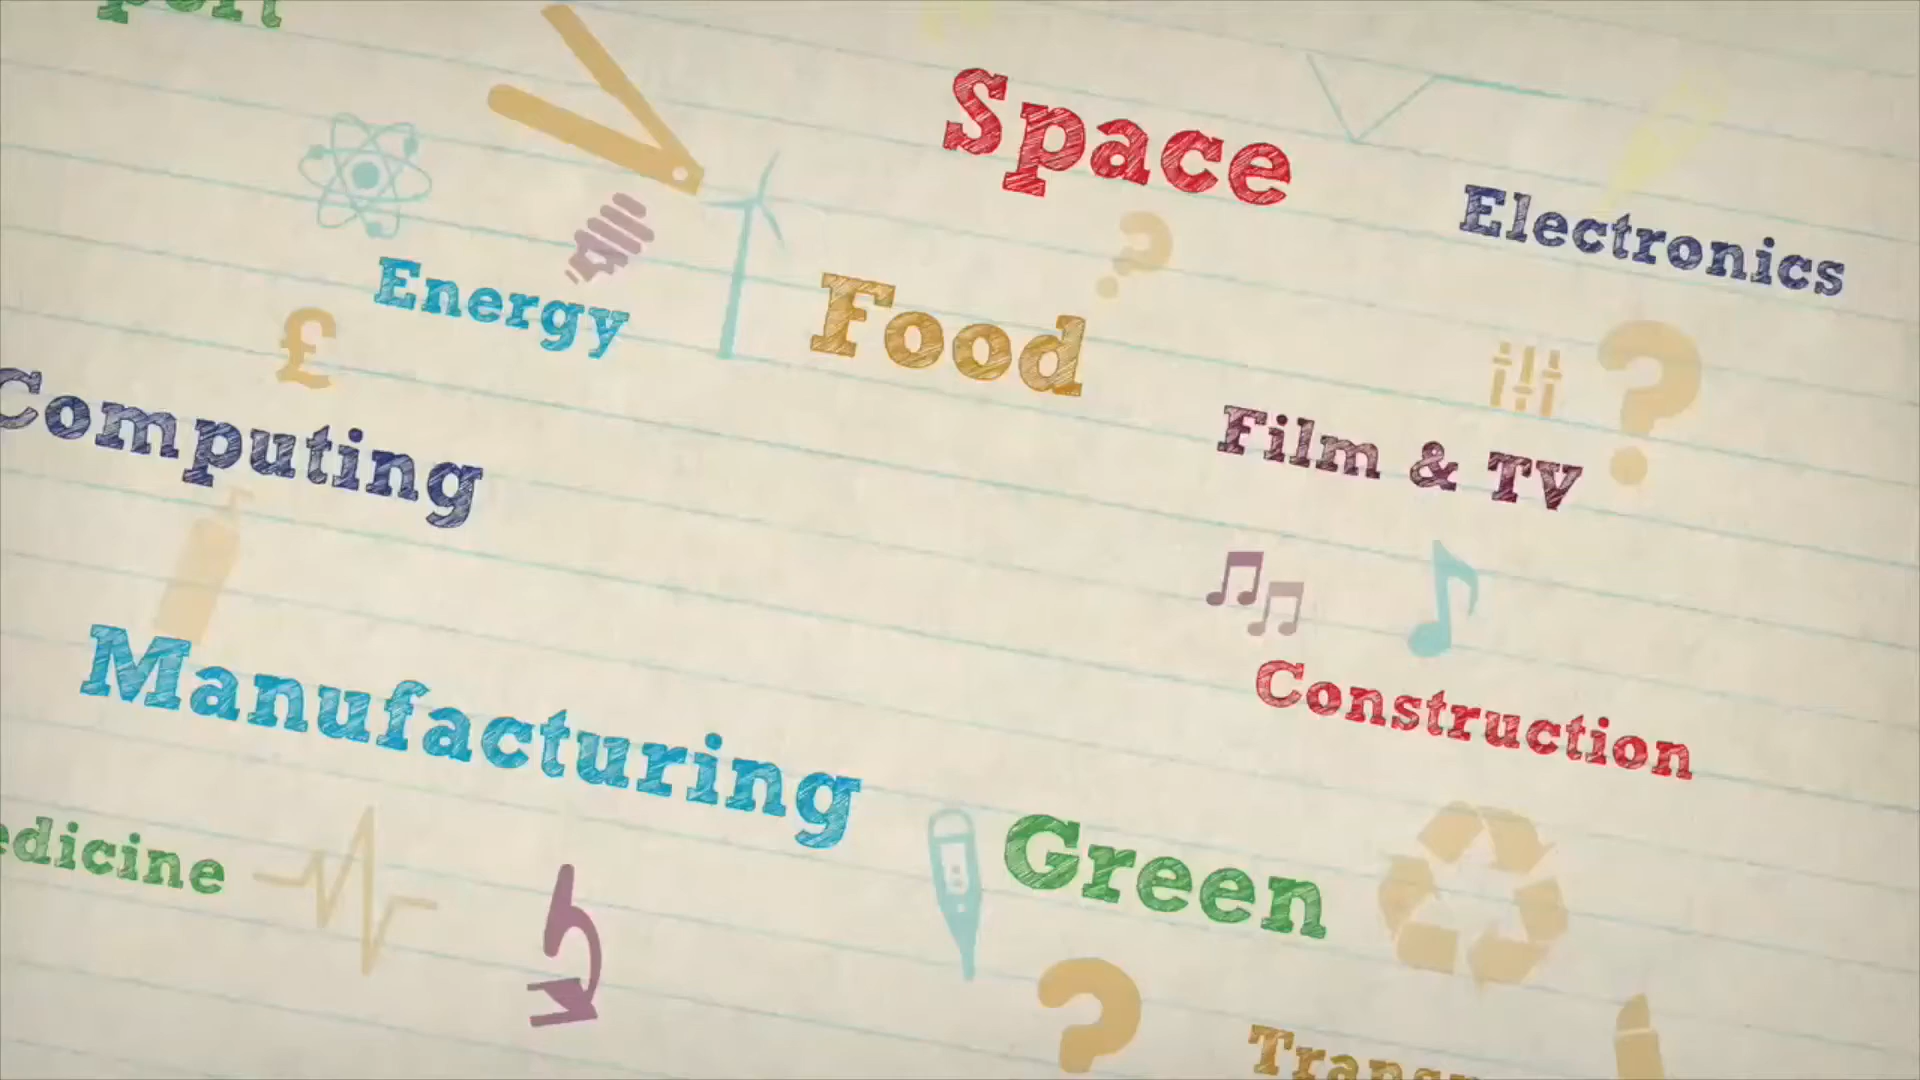 Space
Electronics
Energy
Food
Computing
£
Film & TV
Manufacturing
Construction
edicine
Green